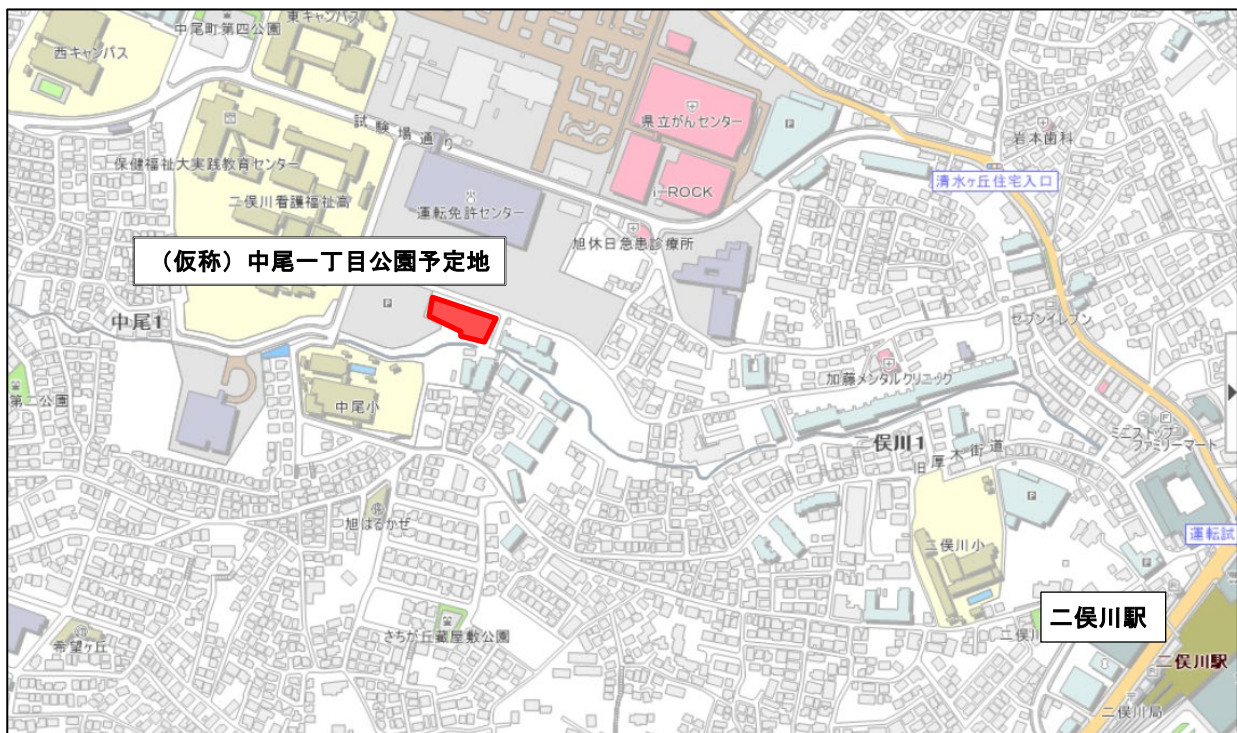 中尾町第四公園
東キャンパス
西キャンパス
試験場通り
県立がんセンター
P
岩本歯科
保健福祉大実践教育センター
清水ヶ丘住宅入口
i-ROCK
二俣川看護福祉高
運転免許センター
旭休日急患診療所
（仮称）中尾一丁目公園予定地
P
中尾1
セブンイレブン
加藤メンタルクリニック
第二公園
中尾小
ミニストップ
ファミリーマート
二俣川1
旧厚木街道
P
旭はるかぜ
運転試
二俣川小
P
二俣川駅
さちが丘蔵屋敷公園
希望ヶ丘
二俣川駅
二俣川局